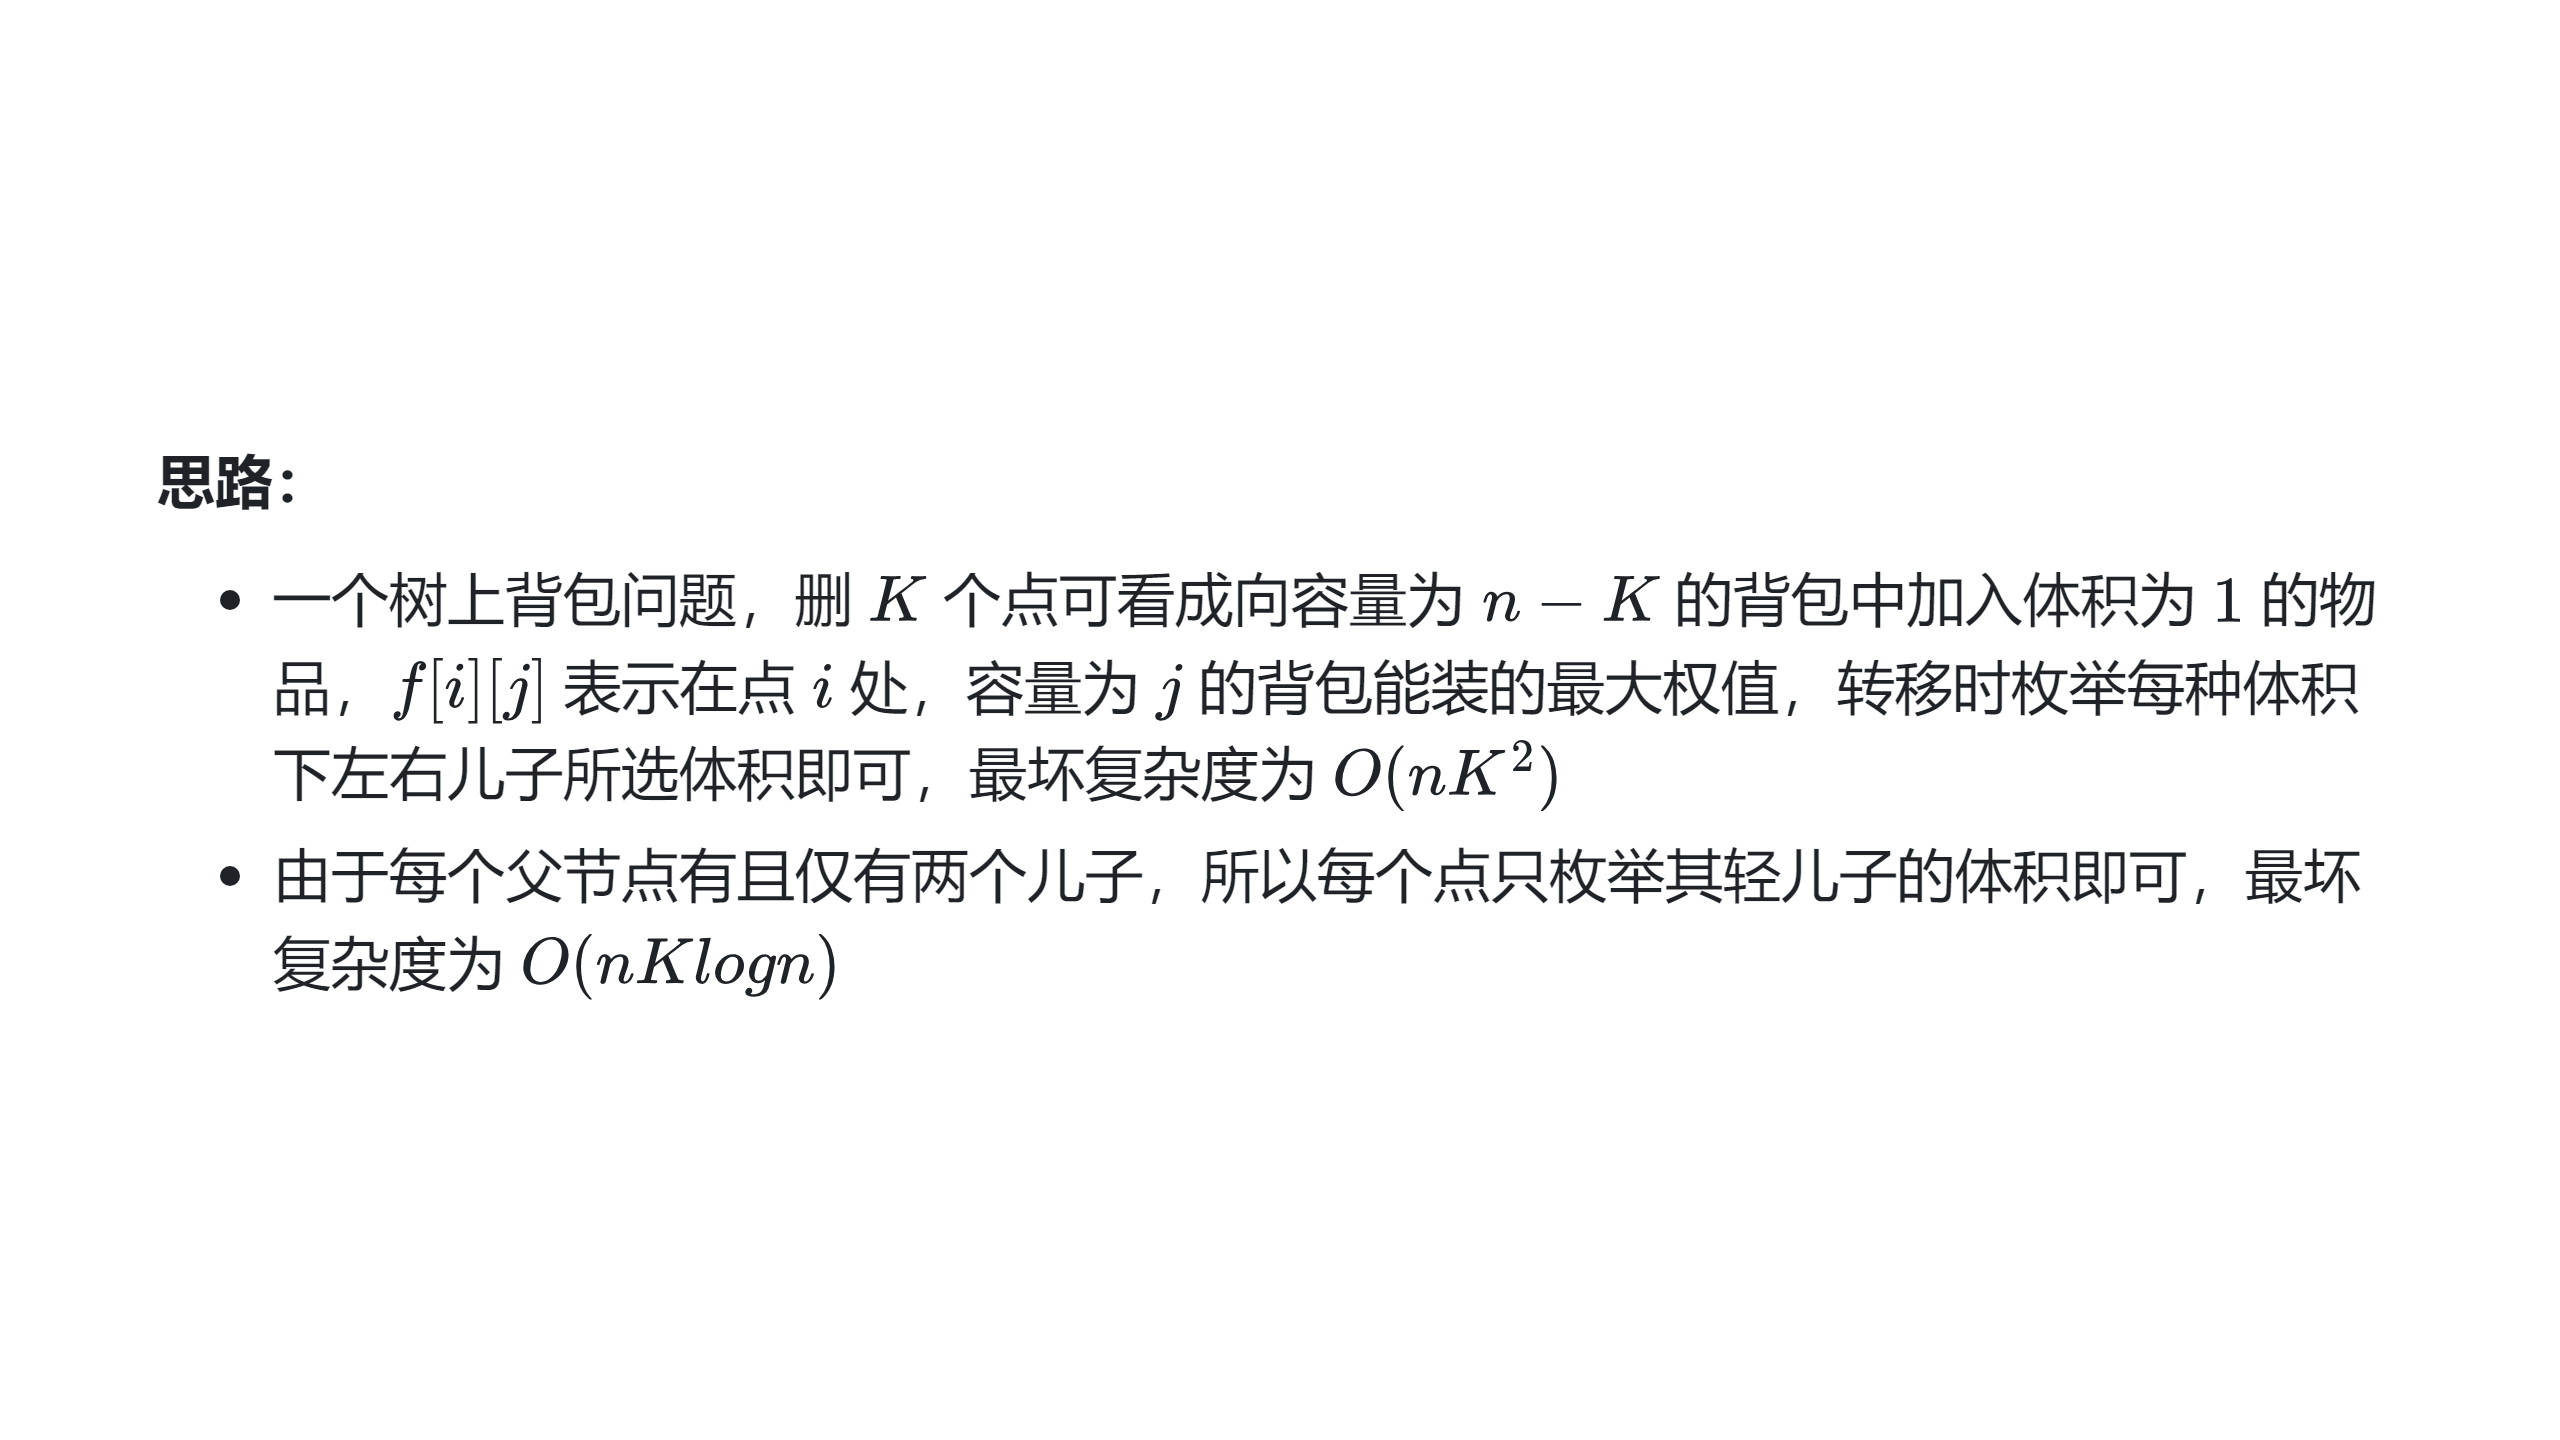 思路：
一个树上背包问题，删 K 个点可看成向容量为 n − K 的背包中加入体积为 1 的物
品，f[i][j] 表示在点 i 处，容量为 j 的背包能装的最大权值，转移时枚举每种体积
下左右儿子所选体积即可，最坏复杂度为 O(nK²)
由于每个父节点有且仅有两个儿子，所以每个点只枚举其轻儿子的体积即可，最坏
复杂度为 O(nKlogn)